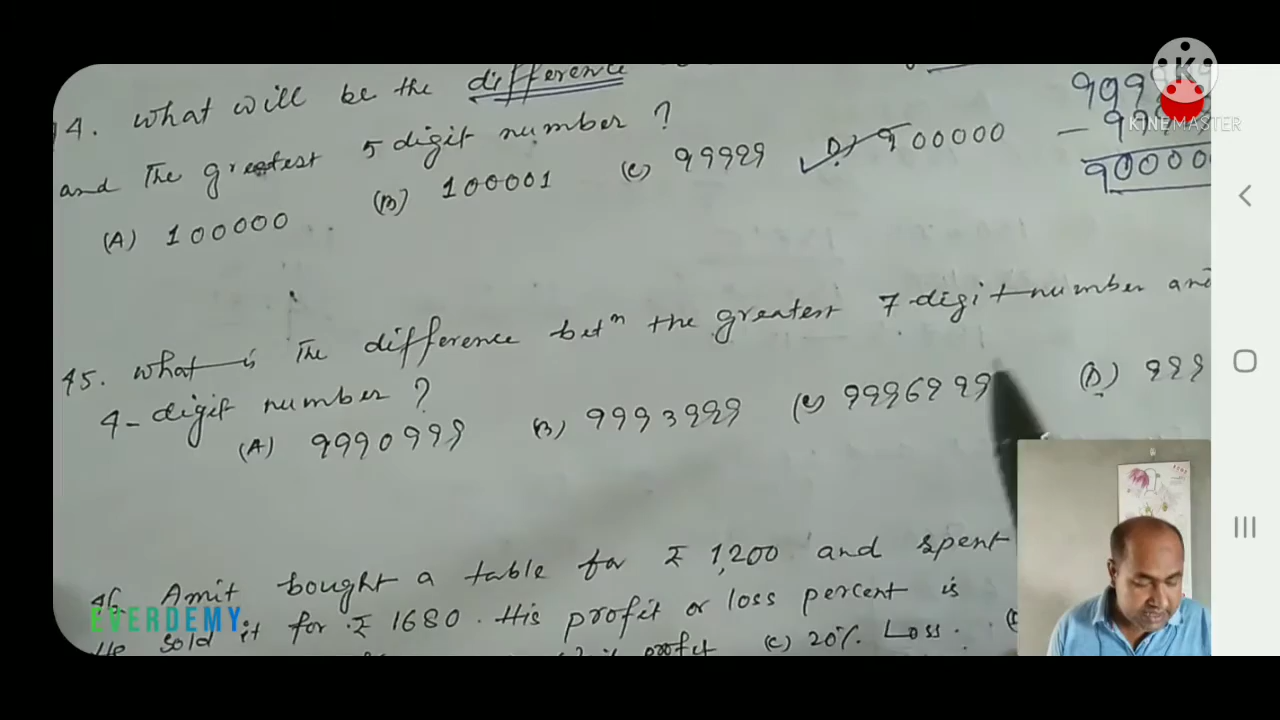 14. What will be the difference
and The greatest 5 digit number ?
(A) 100000 (B) 100001 (C) 99999 (D) 900000
- 
90000
45. What is The difference betⁿ the greatest 7-digit number and
4-digit number ?
(A) 9990999 (B) 9993999 (C) 9996999 (D) 999
46. Amit bought a table for ₹ 1,200 and spent
He sold it for ₹ 1680. His profit or loss percent is
profit (C) 20% Loss.
KINEMASTER
EVERDEMY